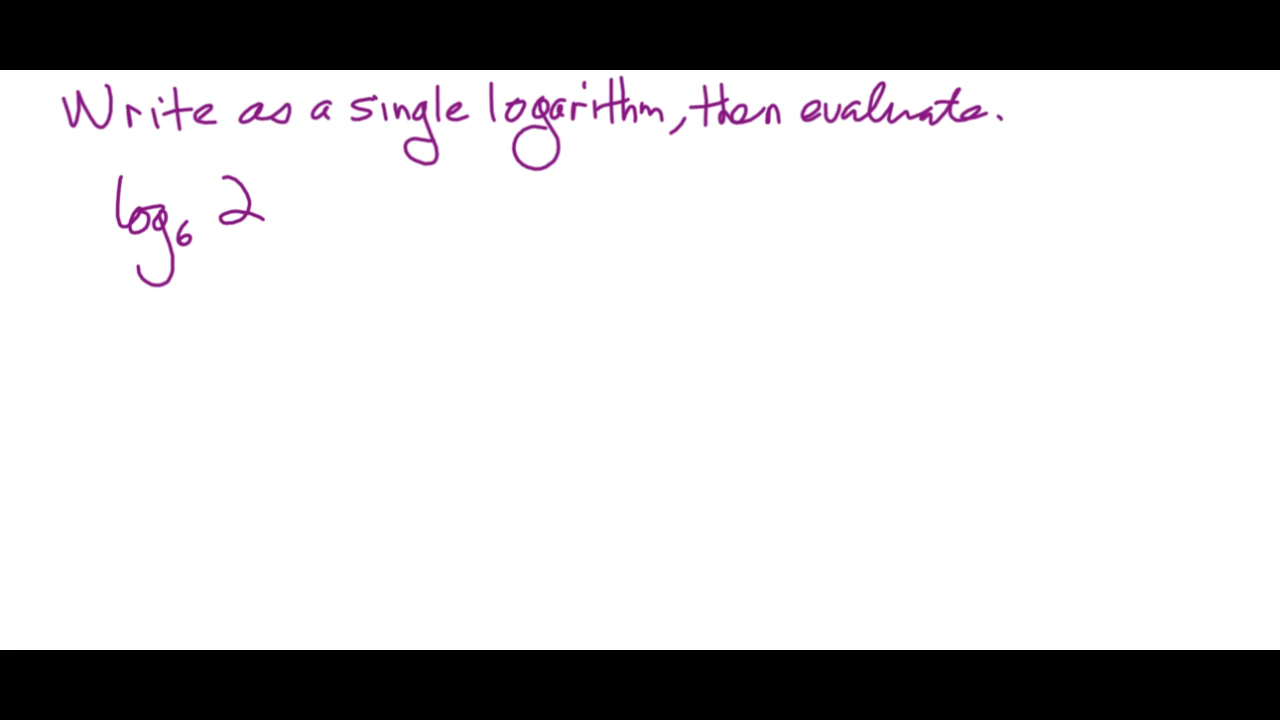 Write as a single logarithm, then evaluate.
log₆ 2